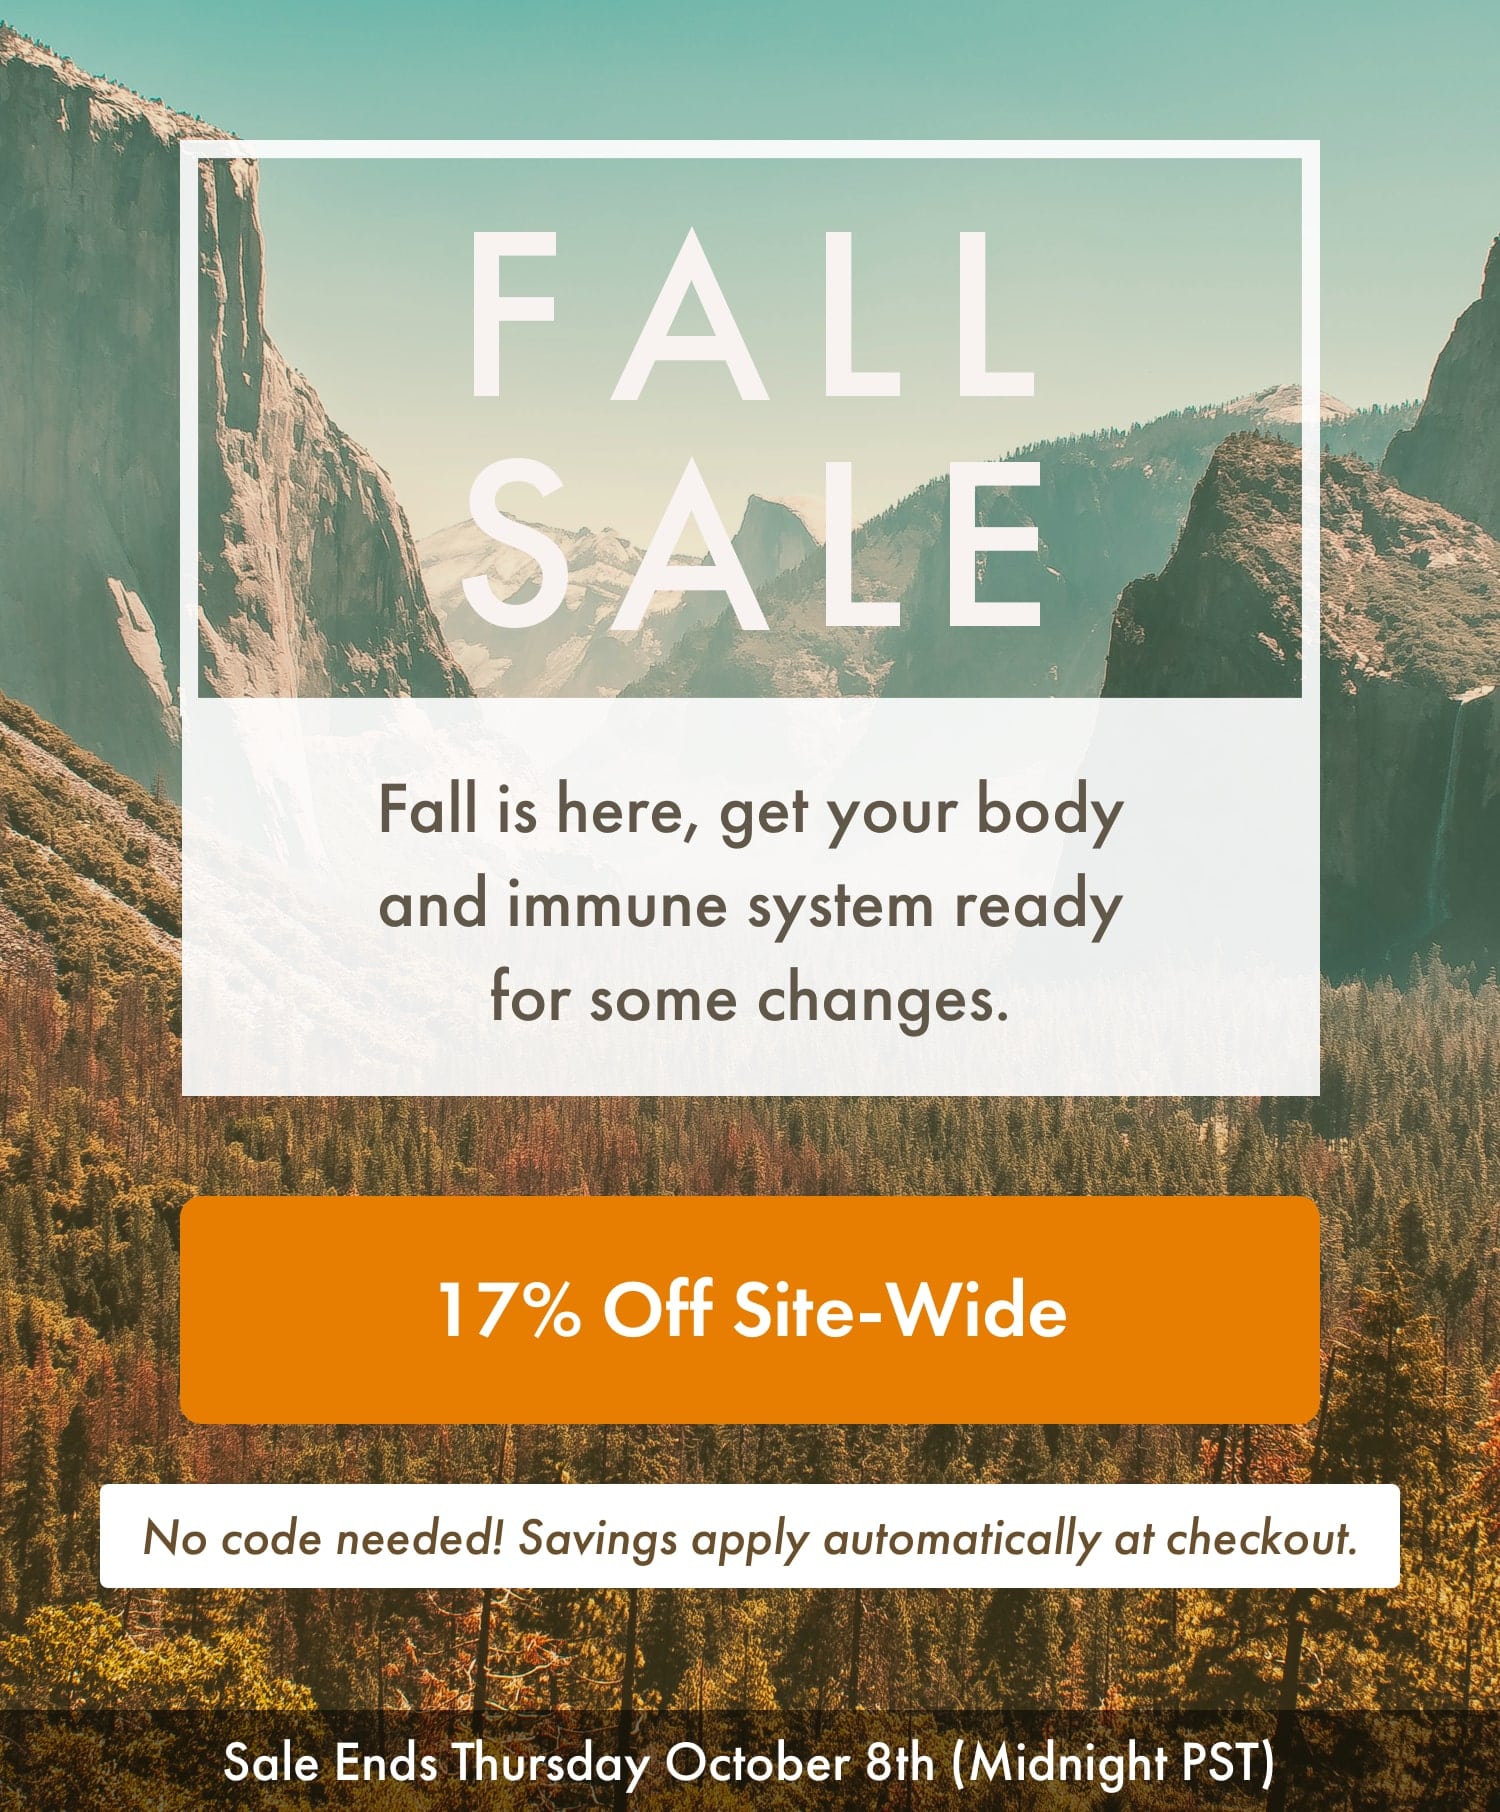 FALL
SALE
Fall is here, get your body
and immune system ready
for some changes.
17% Off Site-Wide
No code needed! Savings apply automatically at checkout.
Sale Ends Thursday October 8th (Midnight PST)